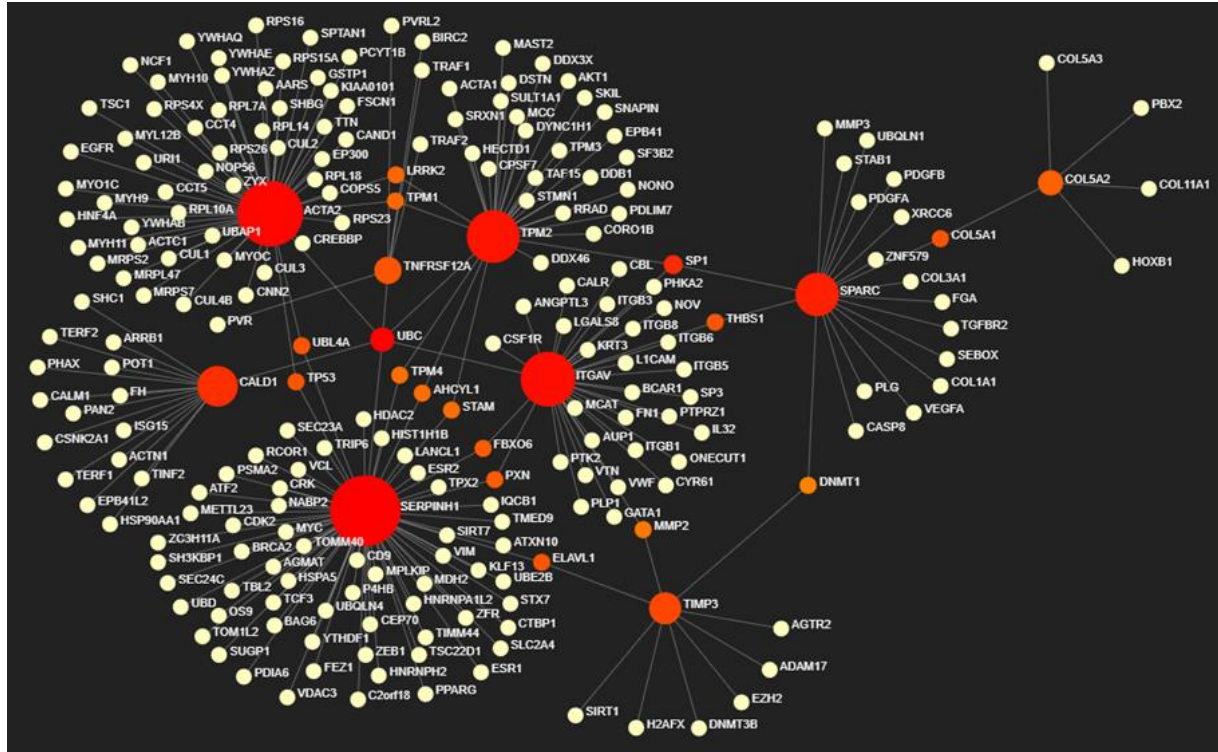 RPS16
PVRL2
YWHAQ
SPTAN1
BIRC2
MAST2
YWHAE
RPS15A
PCYT1B
DDX3X
COL5A3
NCF1
YWHAZ
GSTP1
TRAF1
MYH10
AARS
KIAA0101
ACTA1
DSTN
AKT1
SULT1A1
SKIL
TSC1
RPS4X
RPL7A
SHBG
FSCN1
SRXN1
MCC
SNAPIN
PBX2
CCT4
RPL14
TTN
DYNC1H1
MYL12B
CAND1
EPB41
MMP3
EGFR
RPS26
CUL2
TRAF2
HECTD1
TPM3
UBQLN1
URI1
NOP56
EP300
CPSF7
SF3B2
STAB1
RPL18
LRRK2
TAF15
DDB1
PDGFB
MYO1C
CCT5
ZYX
COPS5
TPM1
STMN1
NONO
COL5A2
COL11A1
MYH9
PDGFA
HNF4A
RPL10A
ACTA2
RRAD
PDLIM7
XRCC6
YWHAB
RPS23
TPM2
CORO1B
UBAP1
CREBBP
COL5A1
MYH11
ACTC1
MRPS2
CUL1
MYOC
DDX46
ZNF579
HOXB1
MRPL47
CUL3
TNFRSF12A
CBL
SP1
CALR
PHKA2
COL3A1
MRPS7
CNN2
SPARC
SHC1
CUL4B
ANGPTL3
ITGB3
NOV
FGA
PVR
LGALS8
ITGB8
THBS1
TGFBR2
TERF2
ARRB1
UBC
CSF1R
ITGB6
UBL4A
KRT3
SEBOX
PHAX
POT1
L1CAM
ITGB5
TP53
TPM4
ITGAV
COL1A1
CALM1
FH
CALD1
AHCYL1
BCAR1
SP3
PLG
PAN2
STAM
MCAT
FN1
PTPRZ1
VEGFA
HDAC2
IL32
CSNK2A1
ISG15
SEC23A
HIST1H1B
AUP1
ITGB1
CASP8
TRIP6
FBXO6
ACTN1
RCOR1
LANCL1
PTK2
ONECUT1
TERF1
TINF2
PSMA2
VCL
ESR2
VTN
TPX2
PXN
VWF
CYR61
DNMT1
EPB41L2
ATF2
CRK
PLP1
METTL23
NABP2
SERPINH1
IQCB1
GATA1
HSP90AA1
CDK2
TMED9
MMP2
ZC3H11A
MYC
SIRT7
BRCA2
TOMM40
ATXN10
SH3KBP1
CD9
VIM
ELAVL1
AGMAT
MPLKIP
KLF13
SEC24C
HSPA5
MDH2
UBE2B
TBL2
P4HB
UBD
TCF3
HNRNPA1L2
STX7
OS9
UBQLN4
TIMP3
ZFR
BAG6
CEP70
CTBP1
AGTR2
TOM1L2
TIMM44
YTHDF1
SLC2A4
SUGP1
ZEB1
TSC22D1
PDIA6
FEZ1
HNRNPH2
ESR1
ADAM17
VDAC3
C2orf18
PPARG
EZH2
SIRT1
H2AFX
DNMT3B